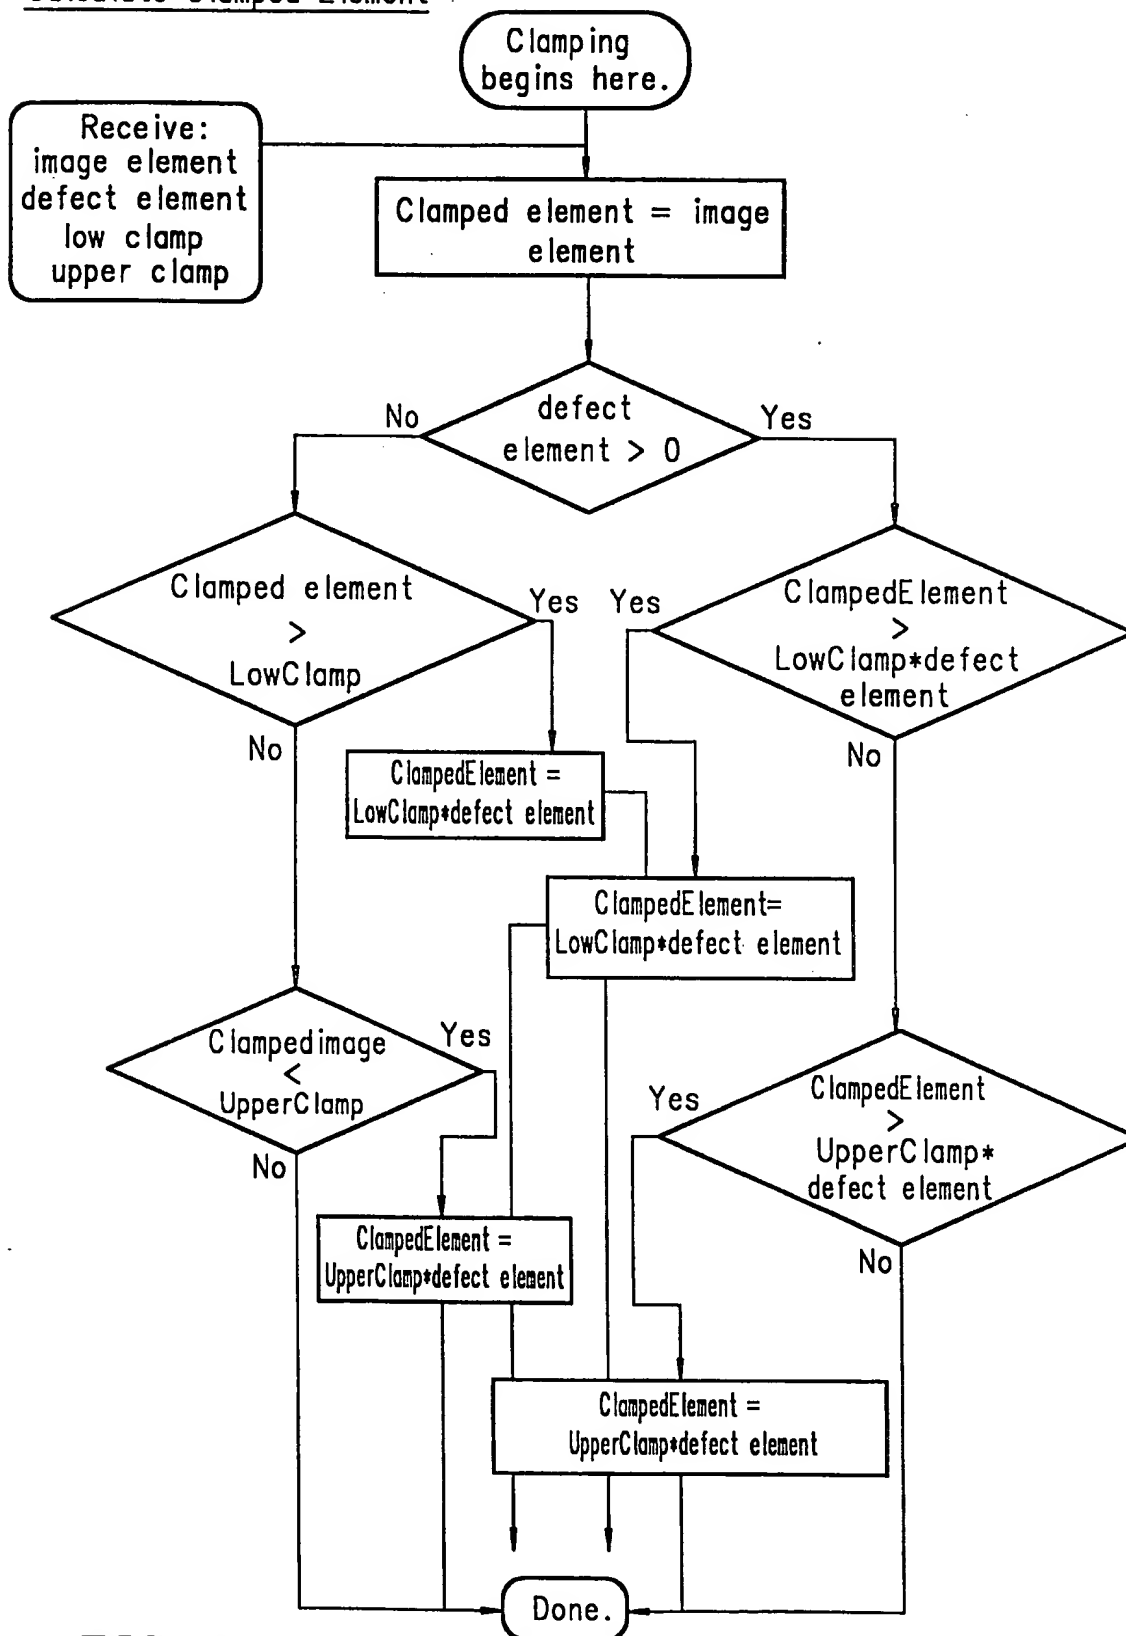 Calculate Clamped Element
Clamping
begins here.
Receive:
image element
defect element
low clamp
upper clamp
Clamped element = image
element
defect
element > 0
No
Yes
Clamped element
>
LowClamp
Yes
No
Yes
ClampedElement
>
LowClamp*defect
element
No
ClampedElement =
LowClamp*defect element
ClampedElement=
LowClamp*defect element
Clampedimage
<
UpperClamp
Yes
No
Yes
ClampedElement
>
UpperClamp*
defect element
No
ClampedElement =
UpperClamp*defect element
ClampedElement =
UpperClamp*defect element
Done.